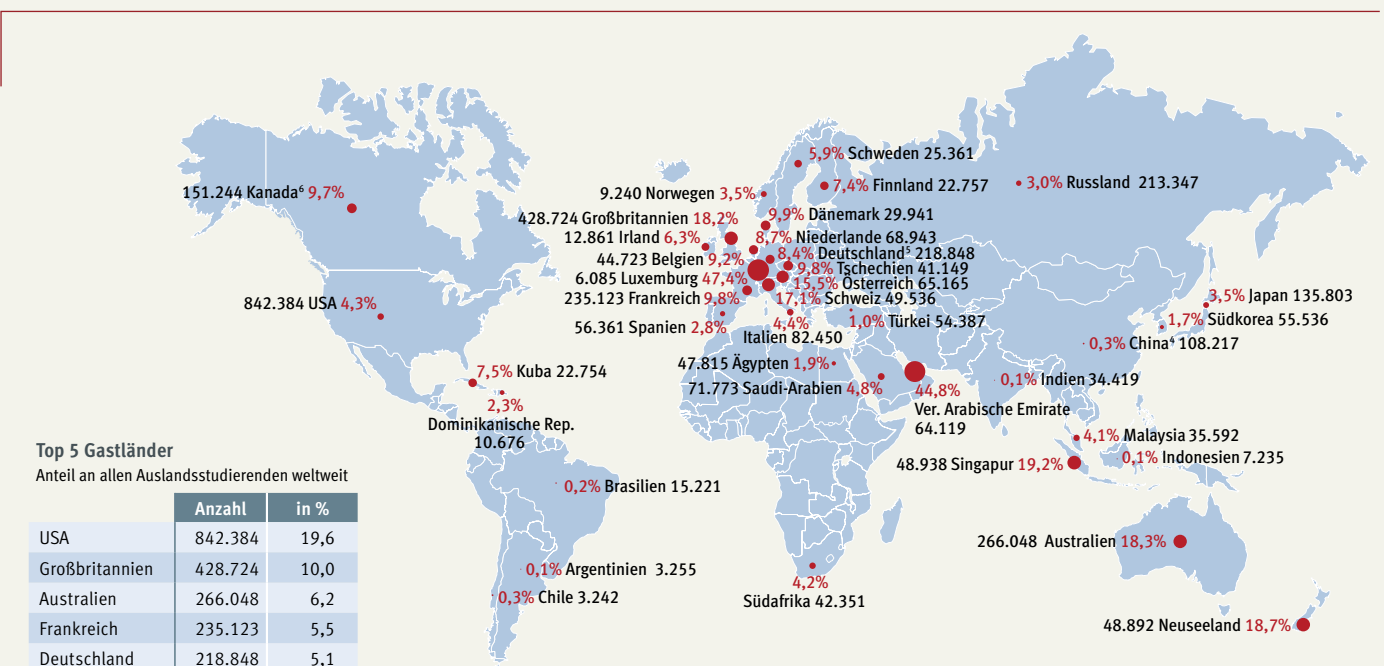 5,9% Schweden 25.361
7,4% Finnland 22.757
3,0% Russland 213.347
151.244 Kanada⁶ 9,7%
9.240 Norwegen 3,5%
428.724 Großbritannien 18,2%
9,9% Dänemark 29.941
12.861 Irland 6,3%
8,7% Niederlande 68.943
44.723 Belgien 9,2%
8,4% Deutschland⁵ 218.848
6.085 Luxemburg 47,4%
9,8% Tschechien 41.149
15,5% Österreich 65.165
235.123 Frankreich 9,8%
17,1% Schweiz 49.536
842.384 USA 4,3%
3,5% Japan 135.803
56.361 Spanien 2,8%
4,4%
Italien 82.450
1,0% Türkei 54.387
1,7% Südkorea 55.536
0,3% China⁴ 108.217
47.815 Ägypten 1,9%
7,5% Kuba 22.754
71.773 Saudi-Arabien 4,8%
44,8%
Ver. Arabische Emirate
64.119
0,1% Indien 34.419
2,3%
Dominikanische Rep.
10.676
4,1% Malaysia 35.592
48.938 Singapur 19,2%
0,1% Indonesien 7.235
0,2% Brasilien 15.221
266.048 Australien 18,3%
0,1% Argentinien 3.255
0,3% Chile 3.242
4,2%
Südafrika 42.351
48.892 Neuseeland 18,7%
Top 5 Gastländer
Anteil an allen Auslandsstudierenden weltweit
Anzahl in %
USA 842.384 19,6
Großbritannien 428.724 10,0
Australien 266.048 6,2
Frankreich 235.123 5,5
Deutschland 218.848 5,1